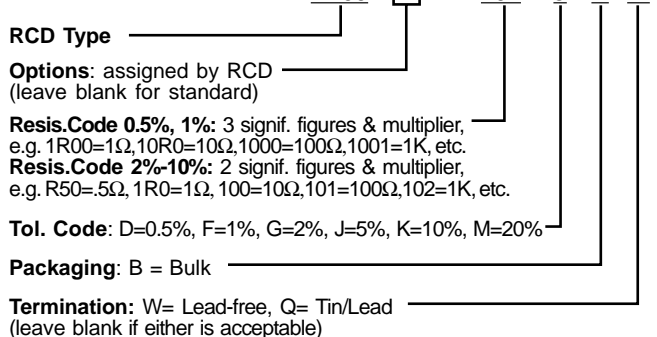 RCD Type
Options: assigned by RCD
(leave blank for standard)
Resis.Code 0.5%, 1%: 3 signif. figures & multiplier,
e.g. 1R00=1Ω,10R0=10Ω,1000=100Ω,1001=1K, etc.
Resis.Code 2%-10%: 2 signif. figures & multiplier,
e.g. R50=.5Ω, 1R0=1Ω, 100=10Ω,101=100Ω,102=1K, etc.
Tol. Code: D=0.5%, F=1%, G=2%, J=5%, K=10%, M=20%
Packaging: B = Bulk
Termination: W= Lead-free, Q= Tin/Lead
(leave blank if either is acceptable)